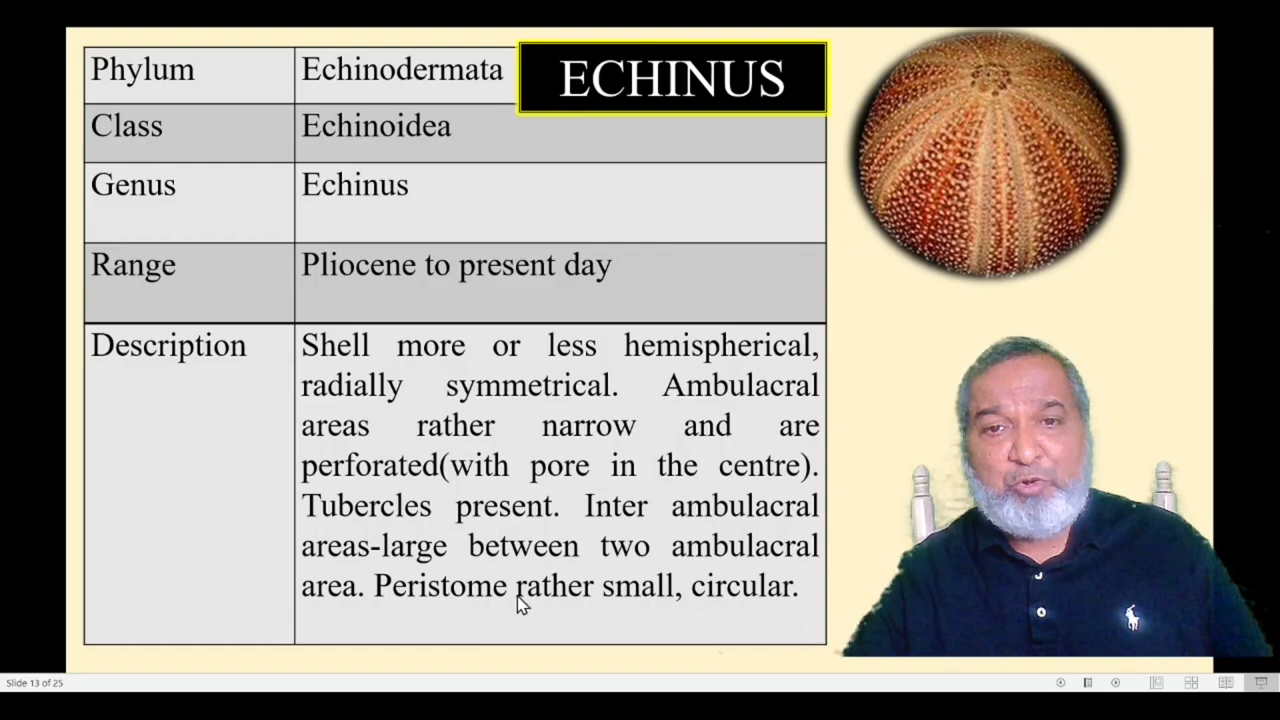 ECHINUS
Phylum
Echinodermata
Class
Echinoidea
Genus
Echinus
Range
Pliocene to present day
Description
Shell more or less hemispherical,
radially symmetrical. Ambulacral
areas rather narrow and are
perforated(with pore in the centre).
Tubercles present. Inter ambulacral
areas-large between two ambulacral
area. Peristome rather small, circular.
Slide 13 of 25